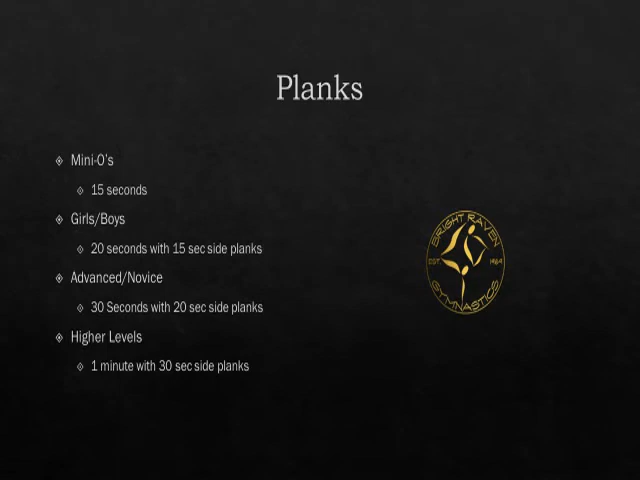 Planks
Mini-O's
15 seconds
Girls/Boys
20 seconds with 15 sec side planks
Advanced/Novice
30 Seconds with 20 sec side planks
Higher Levels
1 minute with 30 sec side planks
BRIGHT RAVEN
EST. 1984
GYMNASTICS